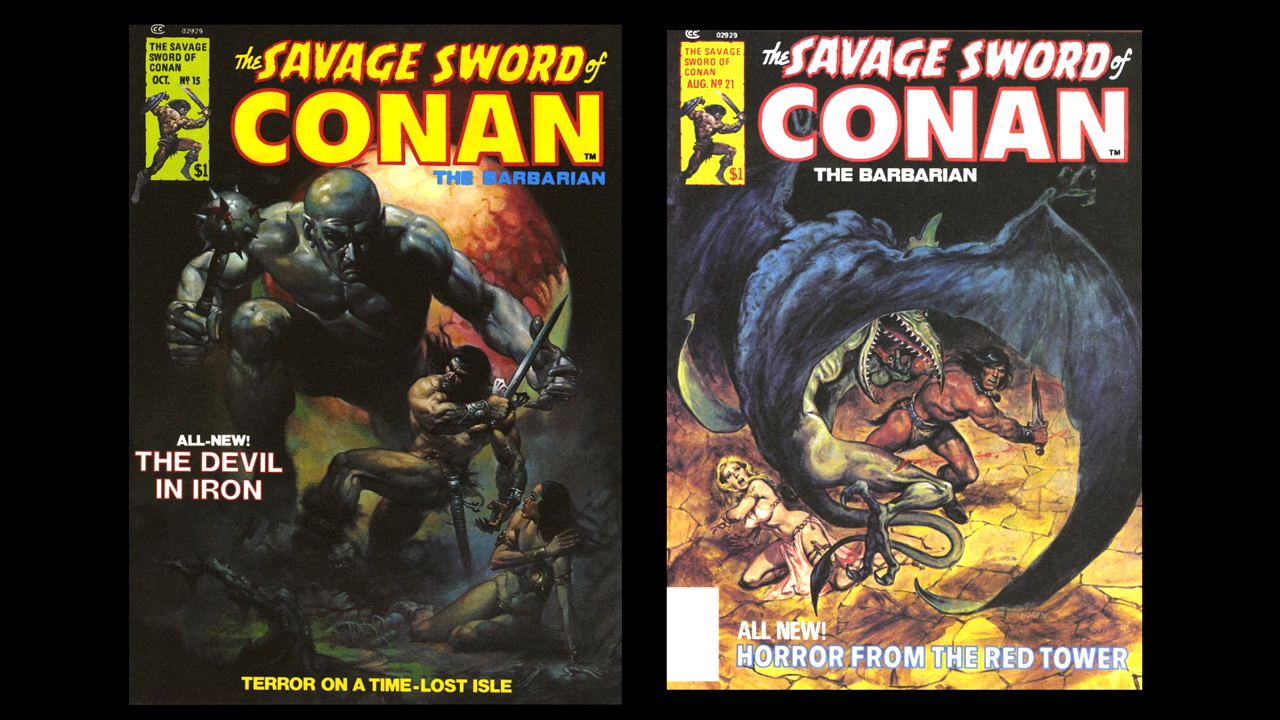 CC 02929
THE SAVAGE
SWORD OF
CONAN
OCT. Nº 15
$1
The SAVAGE SWORD of
CONAN
TM
THE BARBARIAN
ALL-NEW!
THE DEVIL
IN IRON
TERROR ON A TIME-LOST ISLE
CC 02929
THE SAVAGE
SWORD OF
CONAN
AUG. Nº 21
$1
The SAVAGE SWORD of
CONAN
TM
THE BARBARIAN
ALL NEW!
HORROR FROM THE RED TOWER